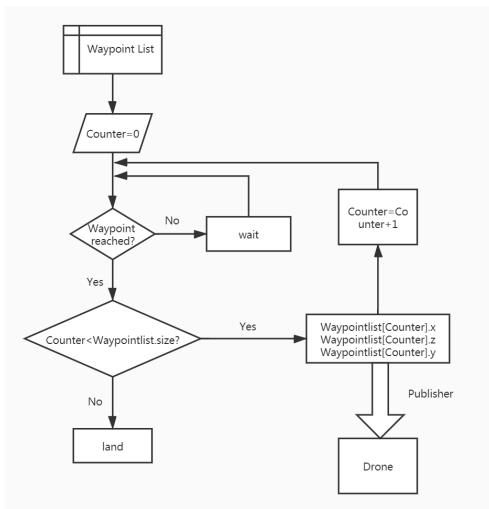 Waypoint List
Counter=0
Waypoint
reached?
No
wait
Counter=Co
unter+1
Yes
Counter<Waypointlist.size?
Yes
Waypointlist[Counter].x
Waypointlist[Counter].z
Waypointlist[Counter].y
No
Publisher
land
Drone